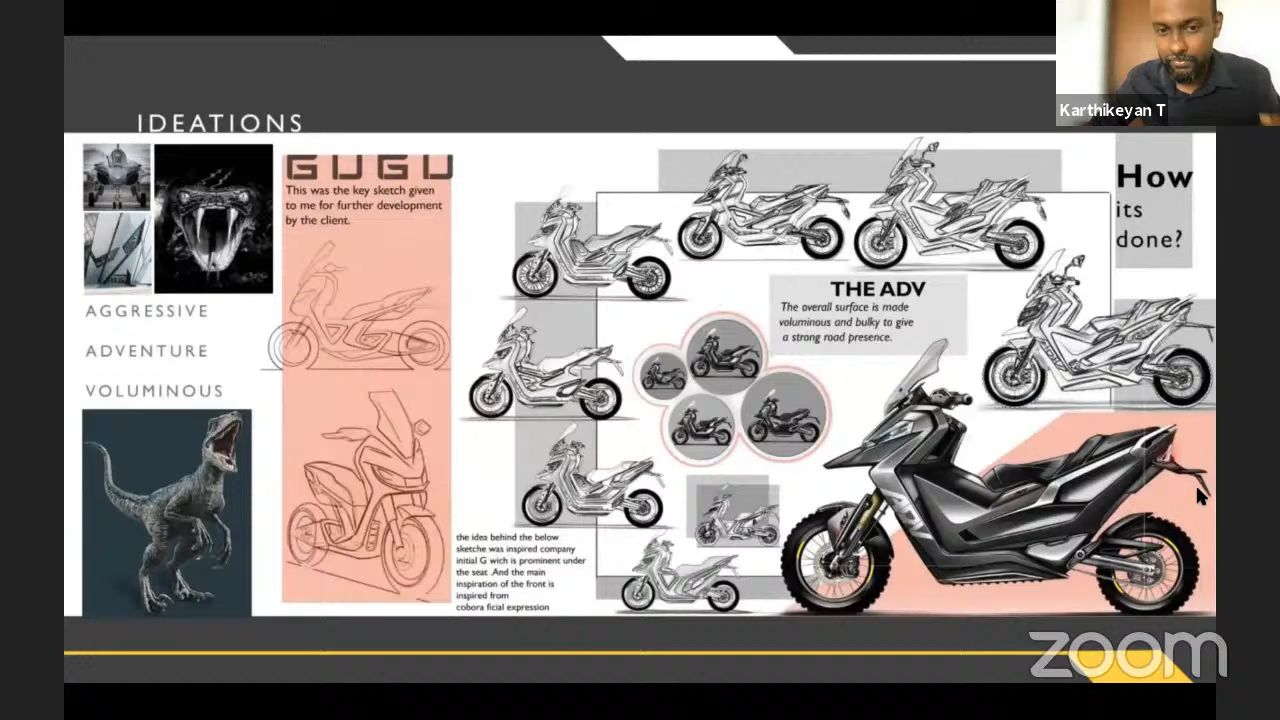 Karthikeyan T
IDEATIONS
GUGU
This was the key sketch given
to me for further development
by the client.
How
its
done?
THE ADV
The overall surface is made
voluminous and bulky to give
a strong road presence.
AGGRESSIVE
ADVENTURE
VOLUMINOUS
the idea behind the below
sketche was inspired company
initial G wich is prominent under
the seat .And the main
inspiration of the front is
inspired from
cobora ficial expression
zoom